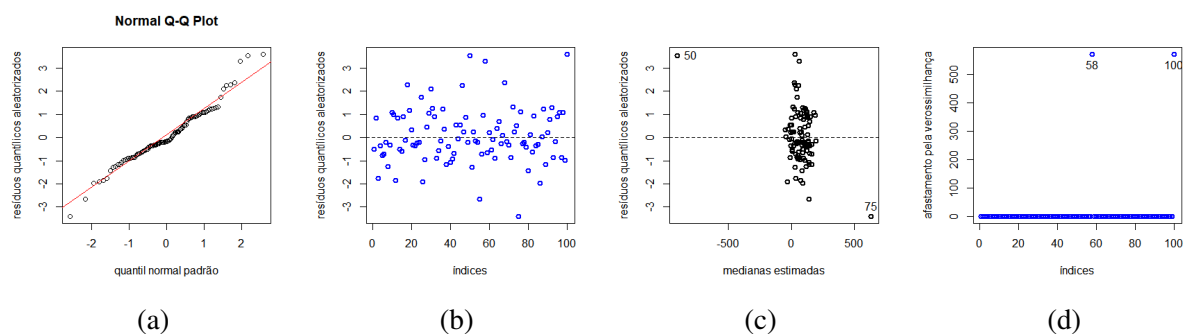 Normal Q-Q Plot
resíduos quantílicos aleatorizados
3
2
1
0
-1
-2
-3
-2 -1 0 1 2
quantil normal padrão
(a)
resíduos quantílicos aleatorizados
3
2
1
0
-1
-2
-3
0 20 40 60 80 100
índices
(b)
resíduos quantílicos aleatorizados
3
2
1
0
-1
-2
-3
50
75
-500 0 500
medianas estimadas
(c)
afastamento pela verossimilhança
500
400
300
200
100
0
58
100
0 20 40 60 80 100
índices
(d)